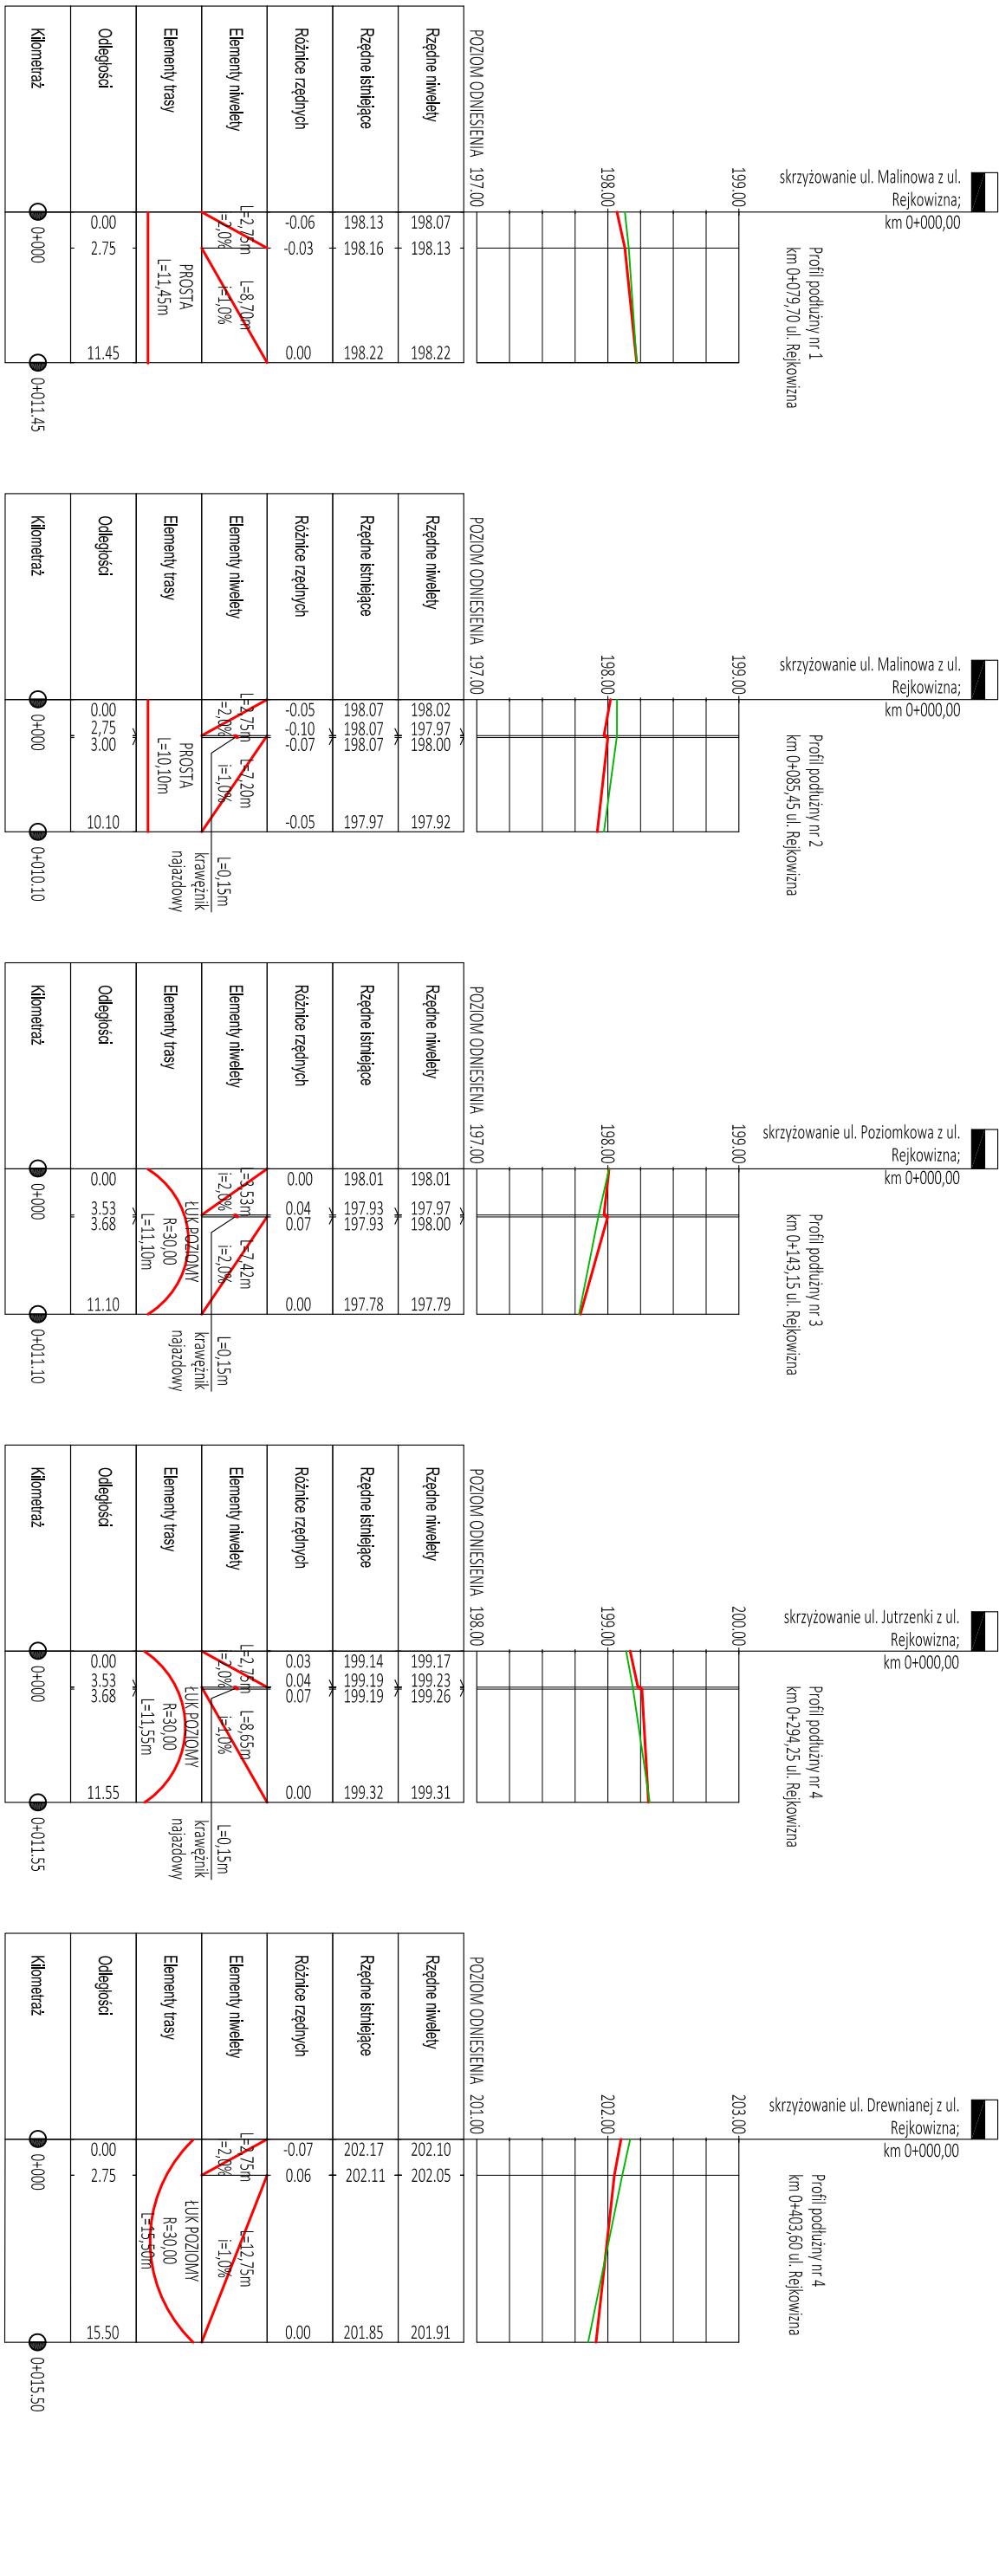 skrzyżowanie ul. Malinowa z ul.
Rejkowizna;
km 0+000,00
Profil podłużny nr 1
km 0+079,70 ul. Rejkowizna
199.00
198.00
POZIOM ODNIESIENIA 197.00
Rzędne niwelety
198.07
198.13
198.22
Rzędne istniejące
198.13
198.16
198.22
Różnice rzędnych
-0.06
-0.03
0.00
Elementy niwelety
L=2,75m
i=2,0%
L=8,70m
i=1,0%
Elementy trasy
PROSTA
L=11,45m
Odległości
0.00
2.75
11.45
Kilometraż
0+000
0+011.45
skrzyżowanie ul. Malinowa z ul.
Rejkowizna;
km 0+000,00
Profil podłużny nr 2
km 0+085,45 ul. Rejkowizna
199.00
198.00
POZIOM ODNIESIENIA 197.00
Rzędne niwelety
198.02
197.97
198.00
197.92
Rzędne istniejące
198.07
198.07
198.07
197.97
Różnice rzędnych
-0.05
-0.10
-0.07
-0.05
Elementy niwelety
L=2,75m
i=2,0%
L=7,20m
i=1,0%
L=0,15m
krawężnik
najazdowy
Elementy trasy
PROSTA
L=10,10m
Odległości
0.00
2,75
3.00
10.10
Kilometraż
0+000
0+010.10
skrzyżowanie ul. Poziomkowa z ul.
Rejkowizna;
km 0+000,00
Profil podłużny nr 3
km 0+143,15 ul. Rejkowizna
199.00
198.00
POZIOM ODNIESIENIA 197.00
Rzędne niwelety
198.01
197.97
198.00
197.79
Rzędne istniejące
198.01
197.93
197.93
197.78
Różnice rzędnych
0.00
0.04
0.07
0.00
Elementy niwelety
L=3,53m
i=2,0%
L=7,42m
i=2,0%
L=0,15m
krawężnik
najazdowy
Elementy trasy
ŁUK POZIOMY
R=30,00
L=11,10m
Odległości
0.00
3.53
3.68
11.10
Kilometraż
0+000
0+011.10
skrzyżowanie ul. Jutrzenki z ul.
Rejkowizna;
km 0+000,00
Profil podłużny nr 4
km 0+294,25 ul. Rejkowizna
200.00
199.00
POZIOM ODNIESIENIA 198.00
Rzędne niwelety
199.17
199.23
199.26
199.31
Rzędne istniejące
199.14
199.19
199.19
199.32
Różnice rzędnych
0.03
0.04
0.07
0.00
Elementy niwelety
L=2,75m
i=2,0%
L=8,65m
i=1,0%
L=0,15m
krawężnik
najazdowy
Elementy trasy
ŁUK POZIOMY
R=30,00
L=11,55m
Odległości
0.00
3.53
3.68
11.55
Kilometraż
0+000
0+011.55
skrzyżowanie ul. Drewnianej z ul.
Rejkowizna;
km 0+000,00
Profil podłużny nr 4
km 0+403,60 ul. Rejkowizna
203.00
202.00
POZIOM ODNIESIENIA 201.00
Rzędne niwelety
202.10
202.05
201.91
Rzędne istniejące
202.17
202.11
201.85
Różnice rzędnych
-0.07
0.06
0.00
Elementy niwelety
L=2,75m
i=2,0%
L=12,75m
i=1,0%
Elementy trasy
ŁUK POZIOMY
R=30,00
L=15,50m
Odległości
0.00
2.75
15.50
Kilometraż
0+000
0+015.50